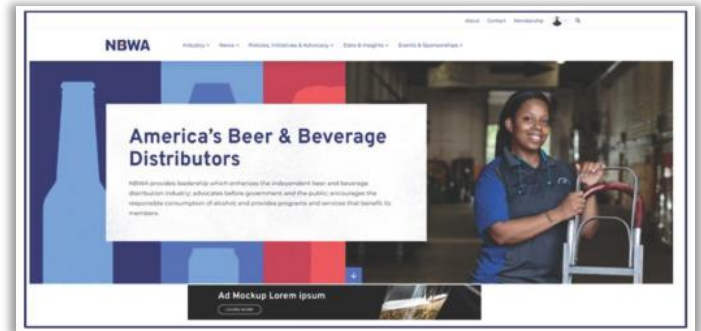 About Contact Membership
NBWA Industry News Policies, Initiatives & Advocacy Data & Insights Events & Sponsorships
America's Beer & Beverage
Distributors
NBWA provides leadership which enhances the independent beer and beverage
distribution industry; advocates before government and the public; encourages the
responsible consumption of alcohol; and provides programs and services that benefit to
members.
Ad Mockup Lorem ipsum
LEARN MORE